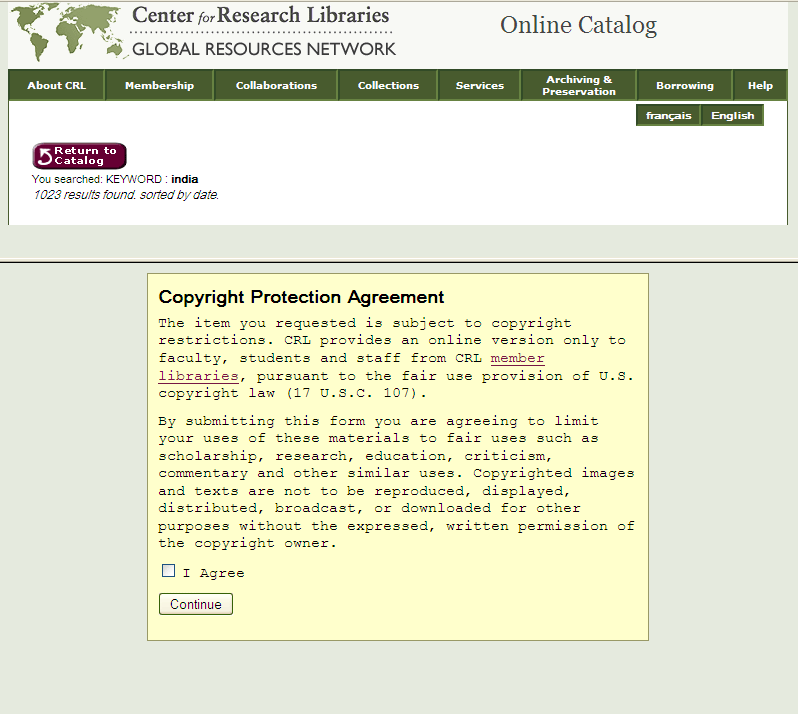 Center for Research Libraries
GLOBAL RESOURCES NETWORK
Online Catalog
About CRL
Membership
Collaborations
Collections
Services
Archiving &
Preservation
Borrowing
Help
français
English
Return to
Catalog
You searched: KEYWORD : india
1023 results found. sorted by date.
Copyright Protection Agreement
The item you requested is subject to copyright
restrictions. CRL provides an online version only to
faculty, students and staff from CRL member
libraries, pursuant to the fair use provision of U.S.
copyright law (17 U.S.C. 107).
By submitting this form you are agreeing to limit
your uses of these materials to fair uses such as
scholarship, research, education, criticism,
commentary and other similar uses. Copyrighted images
and texts are not to be reproduced, displayed,
distributed, broadcast, or downloaded for other
purposes without the expressed, written permission of
the copyright owner.
I Agree
Continue